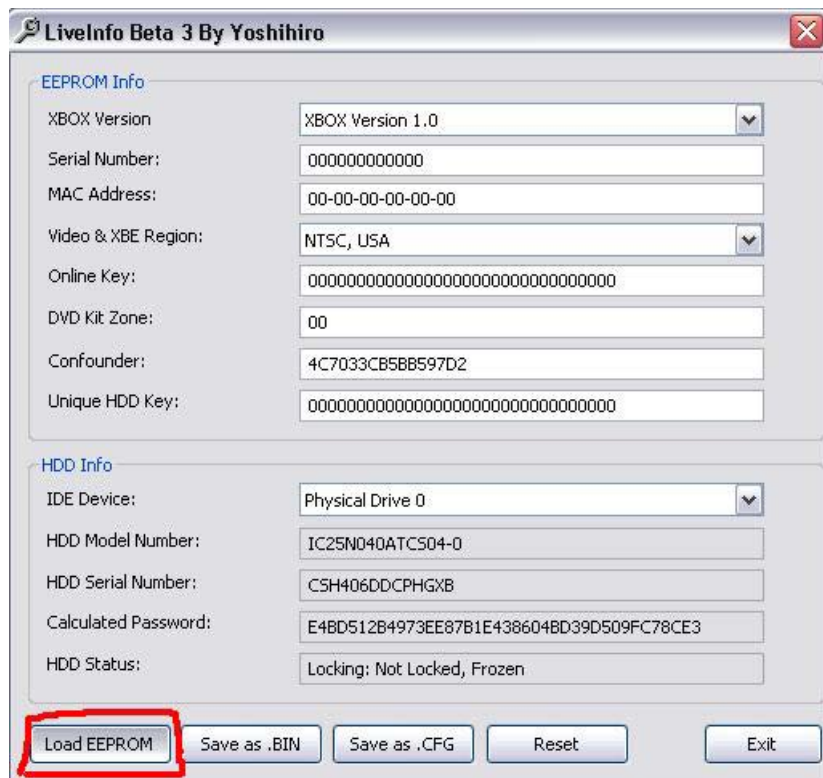 LiveInfo Beta 3 By Yoshihiro
EEPROM Info
XBOX Version XBOX Version 1.0
Serial Number: 000000000000
MAC Address: 00-00-00-00-00-00
Video & XBE Region: NTSC, USA
Online Key: 00000000000000000000000000000000
DVD Kit Zone: 00
Confounder: 4C7033CB5BB597D2
Unique HDD Key: 00000000000000000000000000000000
HDD Info
IDE Device: Physical Drive 0
HDD Model Number: IC25N040ATCS04-0
HDD Serial Number: CSH406DDCPHGXB
Calculated Password: E4BD512B4973EE87B1E438604BD39D509FC78CE3
HDD Status: Locking: Not Locked, Frozen
Load EEPROM Save as .BIN Save as .CFG Reset Exit